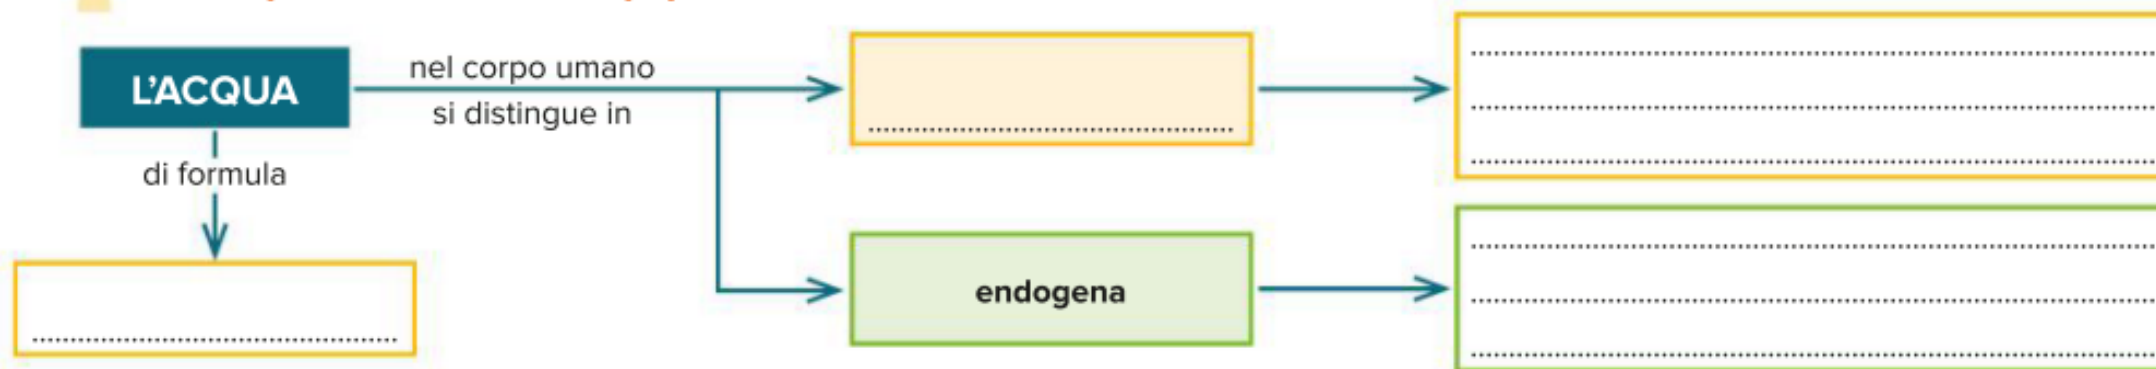 L'ACQUA
nel corpo umano
si distingue in
di formula
endogena